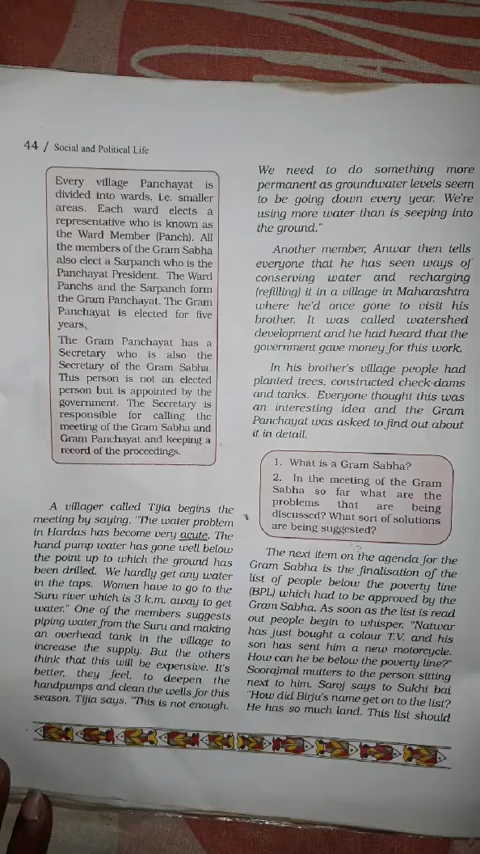 44 / Social and Political Life
Every village Panchayat is
divided into wards, i.e. smaller
areas. Each ward elects a
representative who is known as
the Ward Member (Panch). All
the members of the Gram Sabha
also elect a Sarpanch who is the
Panchayat President. The Ward
Panchs and the Sarpanch form
the Gram Panchayat. The Gram
Panchayat is elected for five
years.
The Gram Panchayat has a
Secretary who is also the
Secretary of the Gram Sabha.
This person is not an elected
person but is appointed by the
government. The Secretary is
responsible for calling the
meeting of the Gram Sabha and
Gram Panchayat and keeping a
record of the proceedings.
A villager called Tijia begins the
meeting by saying, "The water problem
in Hardas has become very acute. The
hand pump water has gone well below
the point up to which the ground has
been drilled. We hardly get any water
in the taps. Women have to go to the
Suru river which is 3 k.m. away to get
water." One of the members suggests
piping water from the Suru and making
an overhead tank in the village to
increase the supply. But the others
think that this will be expensive. It's
better, they feel, to deepen the
handpumps and clean the wells for this
season. Tijia says, "This is not enough.
We need to do something more
permanent as groundwater levels seem
to be going down every year. We're
using more water than is seeping into
the ground."
Another member, Anwar then tells
everyone that he has seen ways of
conserving water and recharging
(refilling) it in a village in Maharashtra
where he'd once gone to visit his
brother. It was called watershed
development and he had heard that the
government gave money for this work.
In his brother's village people had
planted trees, constructed check-dams
and tanks. Everyone thought this was
an interesting idea and the Gram
Panchayat was asked to find out about
it in detail.
1. What is a Gram Sabha?
2. In the meeting of the Gram
Sabha so far what are the
problems that are being
discussed? What sort of solutions
are being suggested?
The next item on the agenda for the
Gram Sabha is the finalisation of the
list of people below the poverty line
(BPL) which had to be approved by the
Gram Sabha. As soon as the list is read
out people begin to whisper. "Natwar
has just bought a colour T.V. and his
son has sent him a new motorcycle.
How can he be below the poverty line?"
Soorajmal mutters to the person sitting
next to him. Saroj says to Sukhi bai
"How did Birju's name get on to the list?
He has so much land. This list should